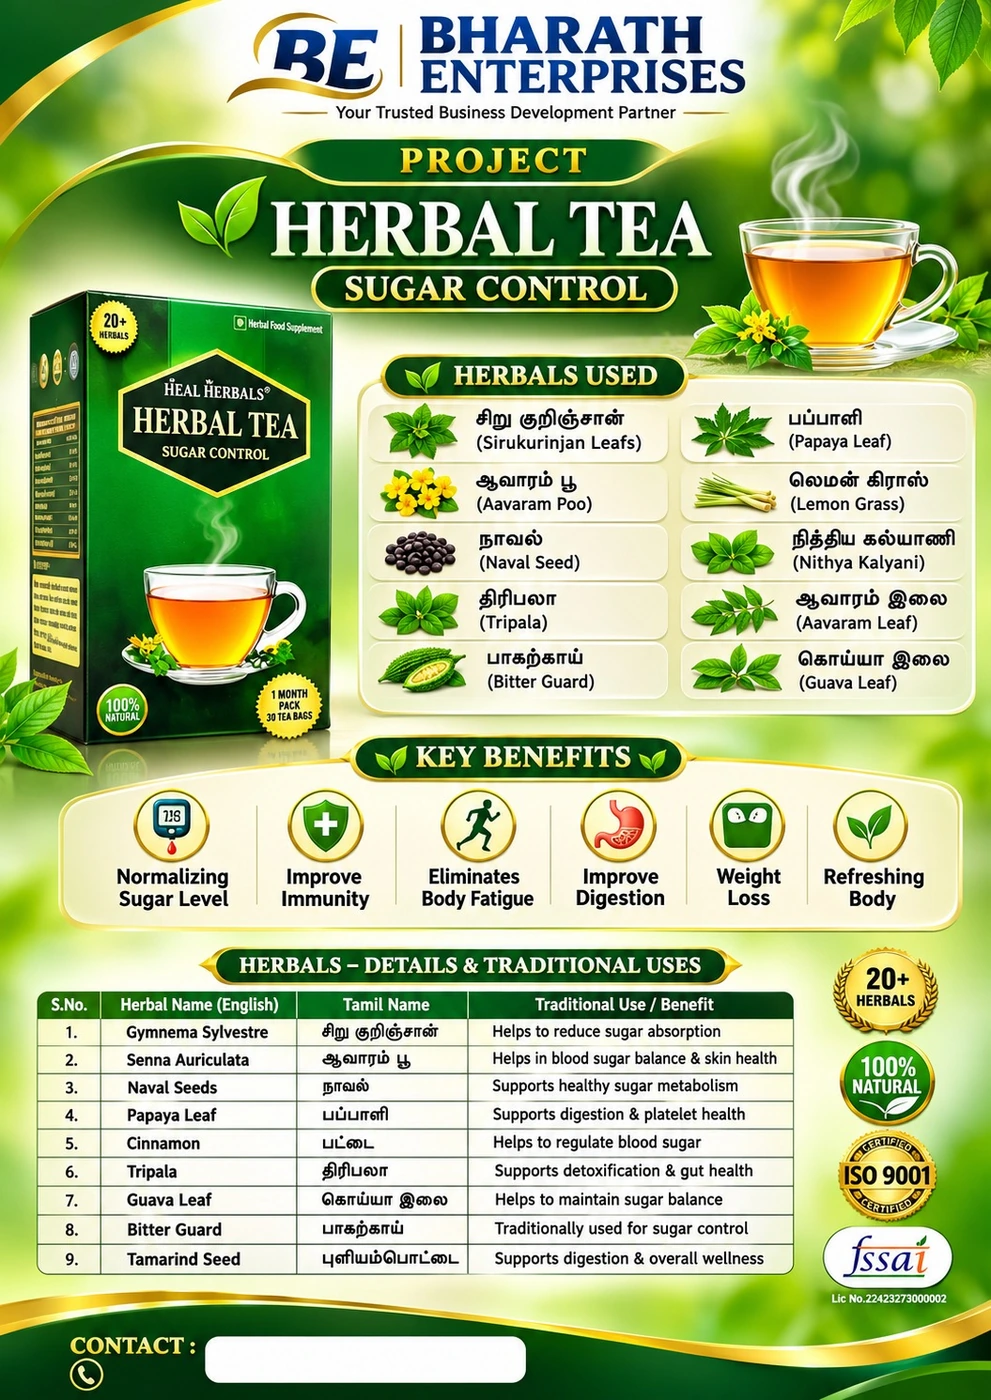 BE
BHARATH
ENTERPRISES
Your Trusted Business Development Partner
PROJECT
HERBAL TEA
SUGAR CONTROL
20+
HERBALS
Herbal Food Supplement
HEAL HERBALS®
HERBAL TEA
SUGAR CONTROL
100%
NATURAL
1 MONTH
PACK
30 TEA BAGS
HERBALS USED
சிறு குறிஞ்சான்
(Sirukurinjan Leafs)
பப்பாளி
(Papaya Leaf)
ஆவாரம் பூ
(Aavaram Poo)
லெமன் கிராஸ்
(Lemon Grass)
நாவல்
(Naval Seed)
நித்திய கல்யாணி
(Nithya Kalyani)
திரிபலா
(Tripala)
ஆவாரம் இலை
(Aavaram Leaf)
பாகற்காய்
(Bitter Guard)
கொய்யா இலை
(Guava Leaf)
KEY BENEFITS
Normalizing
Sugar Level
Improve
Immunity
Eliminates
Body Fatigue
Improve
Digestion
Weight
Loss
Refreshing
Body
HERBALS – DETAILS & TRADITIONAL USES
S.No. Herbal Name (English) Tamil Name Traditional Use / Benefit
1. Gymnema Sylvestre சிறு குறிஞ்சான் Helps to reduce sugar absorption
2. Senna Auriculata ஆவாரம் பூ Helps in blood sugar balance & skin health
3. Naval Seeds நாவல் Supports healthy sugar metabolism
4. Papaya Leaf பப்பாளி Supports digestion & platelet health
5. Cinnamon பட்டை Helps to regulate blood sugar
6. Tripala திரிபலா Supports detoxification & gut health
7. Guava Leaf கொய்யா இலை Helps to maintain sugar balance
8. Bitter Guard பாகற்காய் Traditionally used for sugar control
9. Tamarind Seed புளியம்பொட்டை Supports digestion & overall wellness
20+
HERBALS
100%
NATURAL
CERTIFIED
ISO 9001
CERTIFIED
fssai
Lic No.22423273000002
CONTACT :